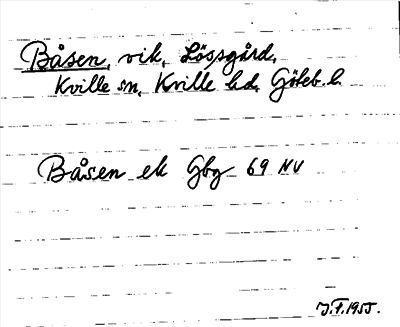 Båsen, vik, Lössgård,
Kville sn, Kville hd, Göteb. l.
Båsen ek Gbg 69 NV
J.F. 1955.